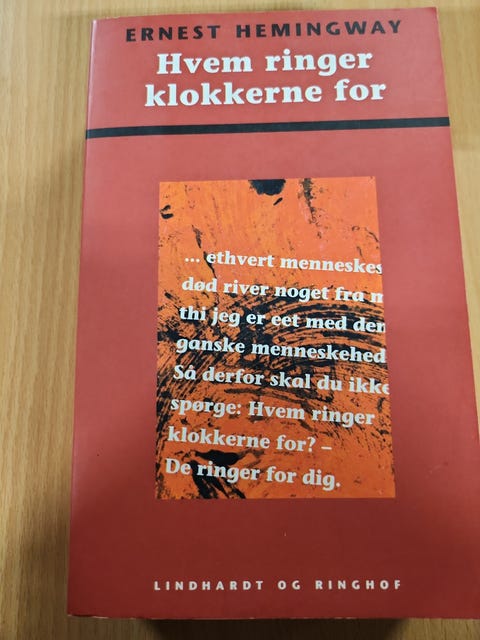 ERNEST HEMINGWAY
Hvem ringer
klokkerne for
... ethvert menneskes
død river noget fra m
thi jeg er eet med den
ganske menneskehed
Så derfor skal du ikke
spørge: Hvem ringer
klokkerne for? –
De ringer for dig.
LINDHARDT OG RINGHOF